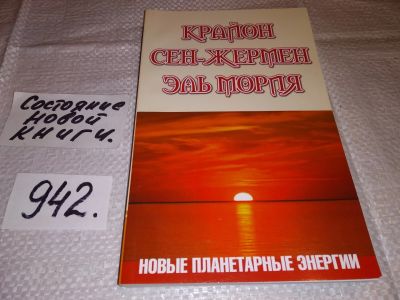 Состояние
новой
книги.
942.
КРАЙОН
СЕН-ЖЕРМЕН
ЭЛЬ МОРИЯ
НОВЫЕ ПЛАНЕТАРНЫЕ ЭНЕРГИИ